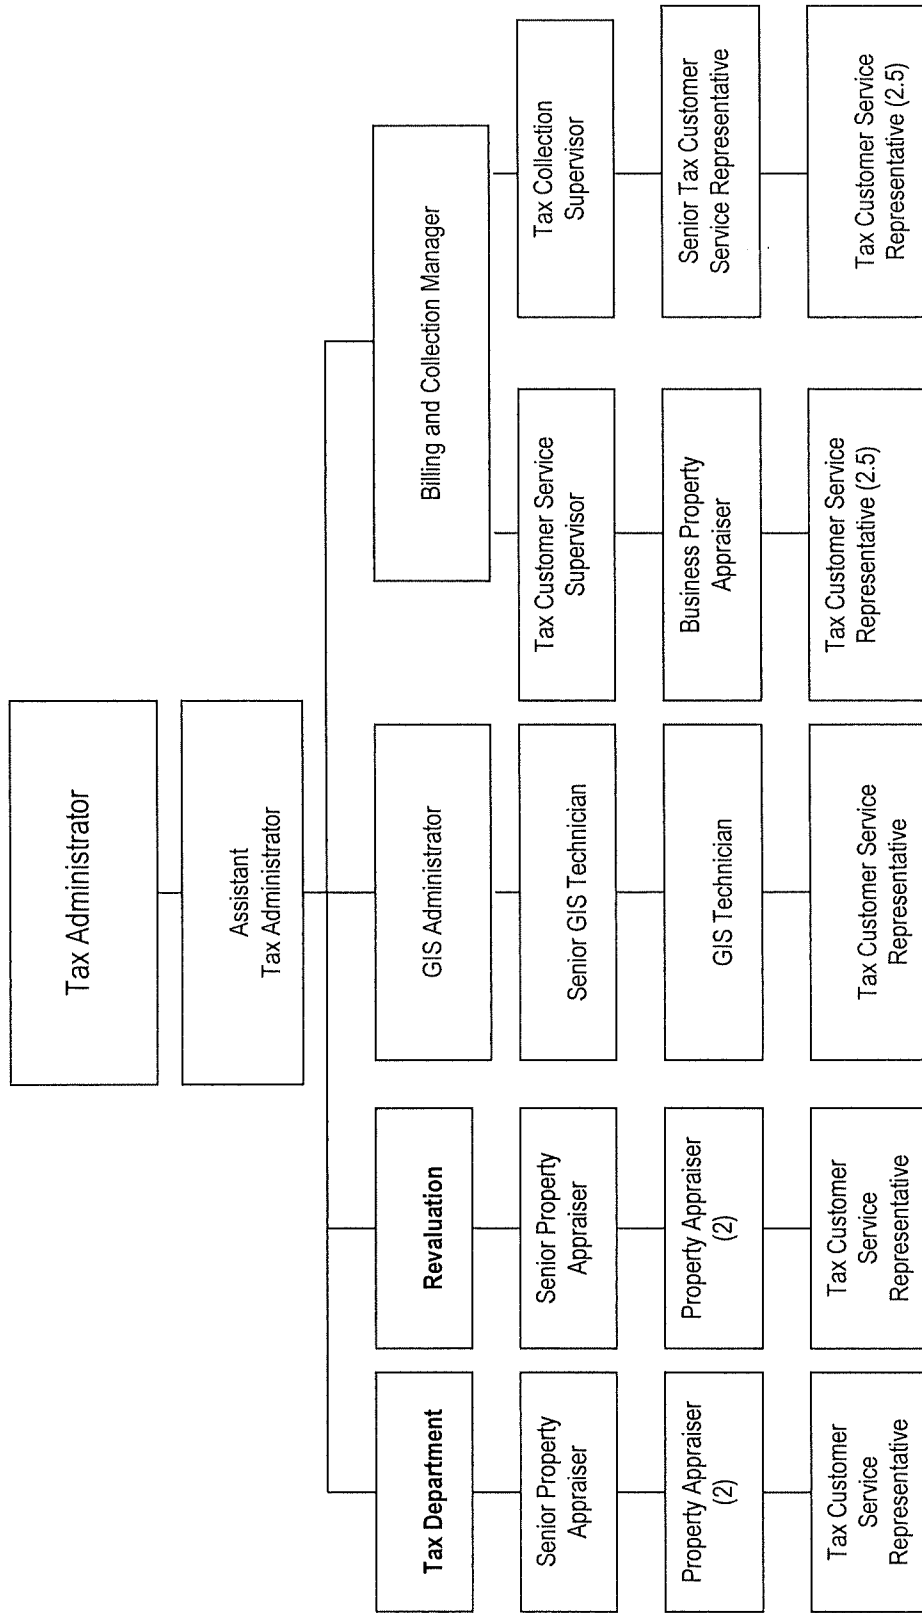 Tax Administrator
Assistant
Tax Administrator
Tax Department
Revaluation
GIS Administrator
Billing and Collection Manager
Senior Property
Appraiser
Senior Property
Appraiser
Senior GIS Technician
Tax Customer Service
Supervisor
Tax Collection
Supervisor
Property Appraiser
(2)
Property Appraiser
(2)
GIS Technician
Business Property
Appraiser
Senior Tax Customer
Service Representative
Tax Customer
Service
Representative
Tax Customer
Service
Representative
Tax Customer Service
Representative
Tax Customer Service
Representative (2.5)
Tax Customer Service
Representative (2.5)